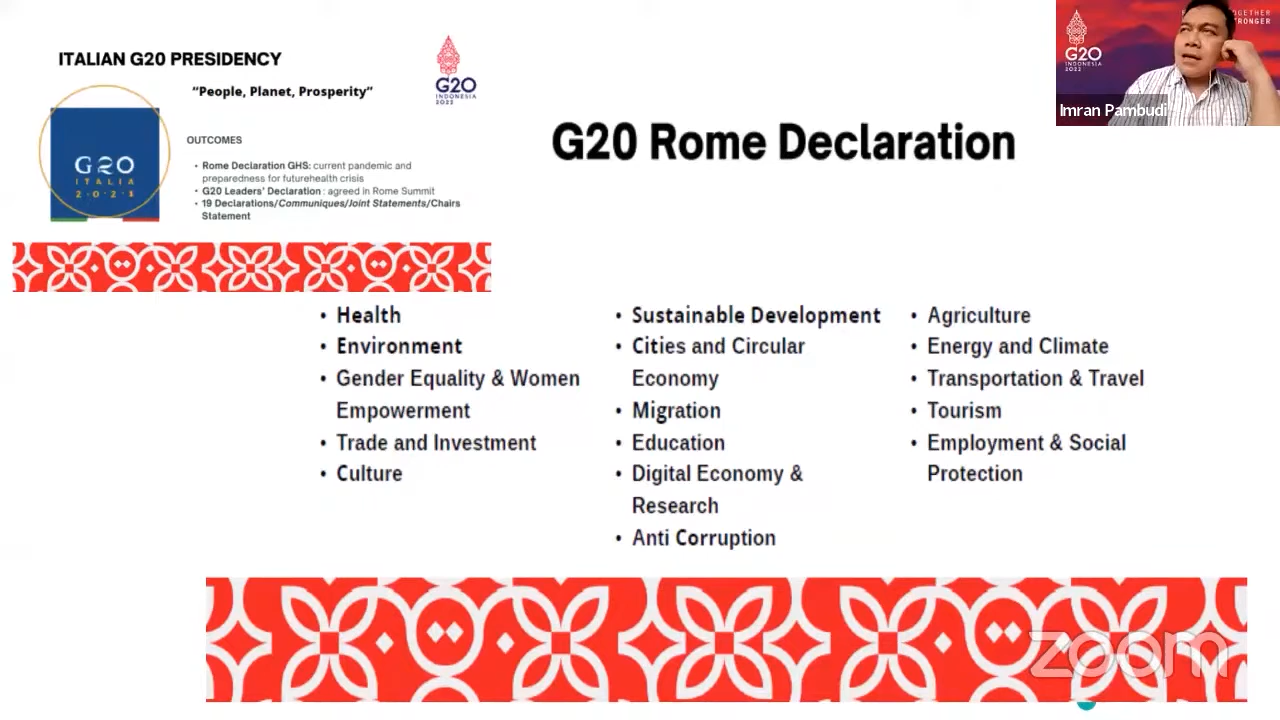 ITALIAN G20 PRESIDENCY
“People, Planet, Prosperity”
G20
INDONESIA
2022
G20
ITALIA
2021
OUTCOMES
• Rome Declaration GHS: current pandemic and
preparedness for futurehealth crisis
• G20 Leaders’ Declaration : agreed in Rome Summit
• 19 Declarations/Communiques/Joint Statements/Chairs
Statement
G20 Rome Declaration
G20
INDONESIA
2022
TOGETHER
STRONGER
Imran Pambudi
• Health
• Environment
• Gender Equality & Women
Empowerment
• Trade and Investment
• Culture
• Sustainable Development
• Cities and Circular
Economy
• Migration
• Education
• Digital Economy &
Research
• Anti Corruption
• Agriculture
• Energy and Climate
• Transportation & Travel
• Tourism
• Employment & Social
Protection
zoom